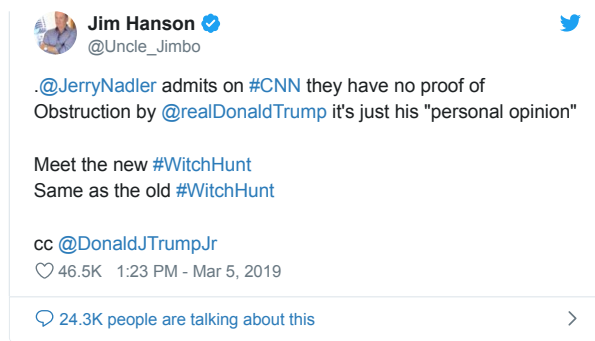 Jim Hanson
@Uncle_Jimbo
.@JerryNadler admits on #CNN they have no proof of
Obstruction by @realDonaldTrump it's just his "personal opinion"
Meet the new #WitchHunt
Same as the old #WitchHunt
cc @DonaldJTrumpJr
46.5K 1:23 PM - Mar 5, 2019
24.3K people are talking about this